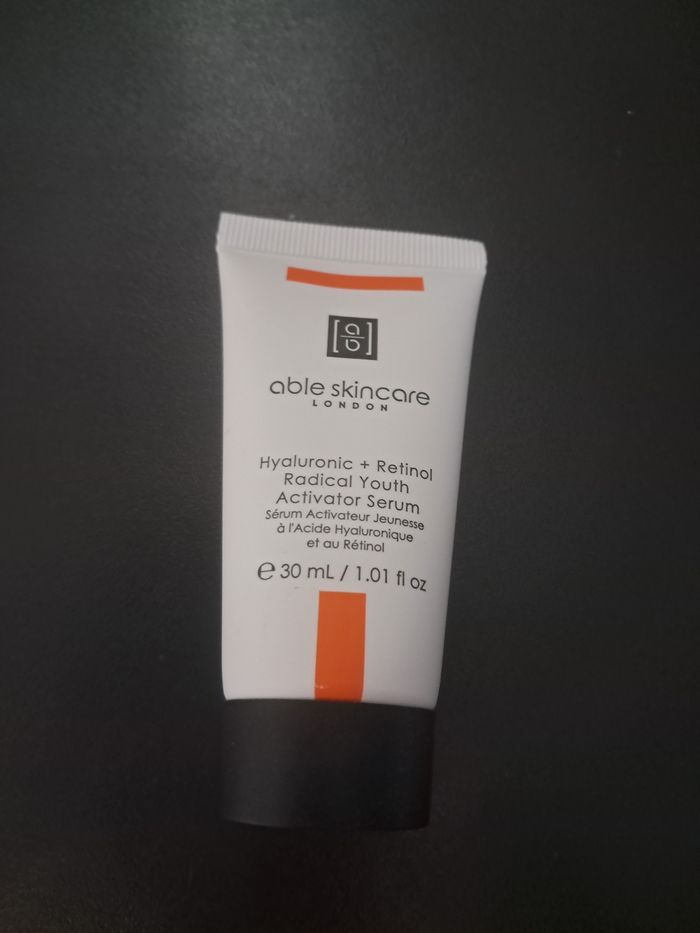 [a
b]
able skincare
LONDON
Hyaluronic + Retinol
Radical Youth
Activator Serum
Sérum Activateur Jeunesse
à l'Acide Hyaluronique
et au Rétinol
e 30 mL / 1.01 fl oz